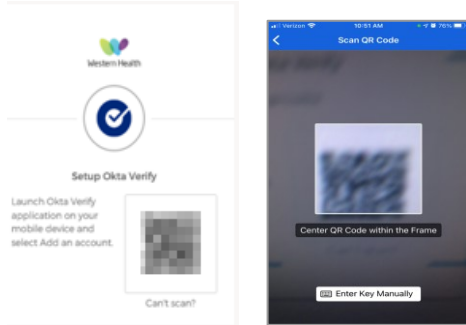 Western Health
Setup Okta Verify
Launch Okta Verify
application on your
mobile device and
select Add an account.
Can't scan?
Verizon
10:51 AM
76%
Scan QR Code
Center QR Code within the Frame
Enter Key Manually